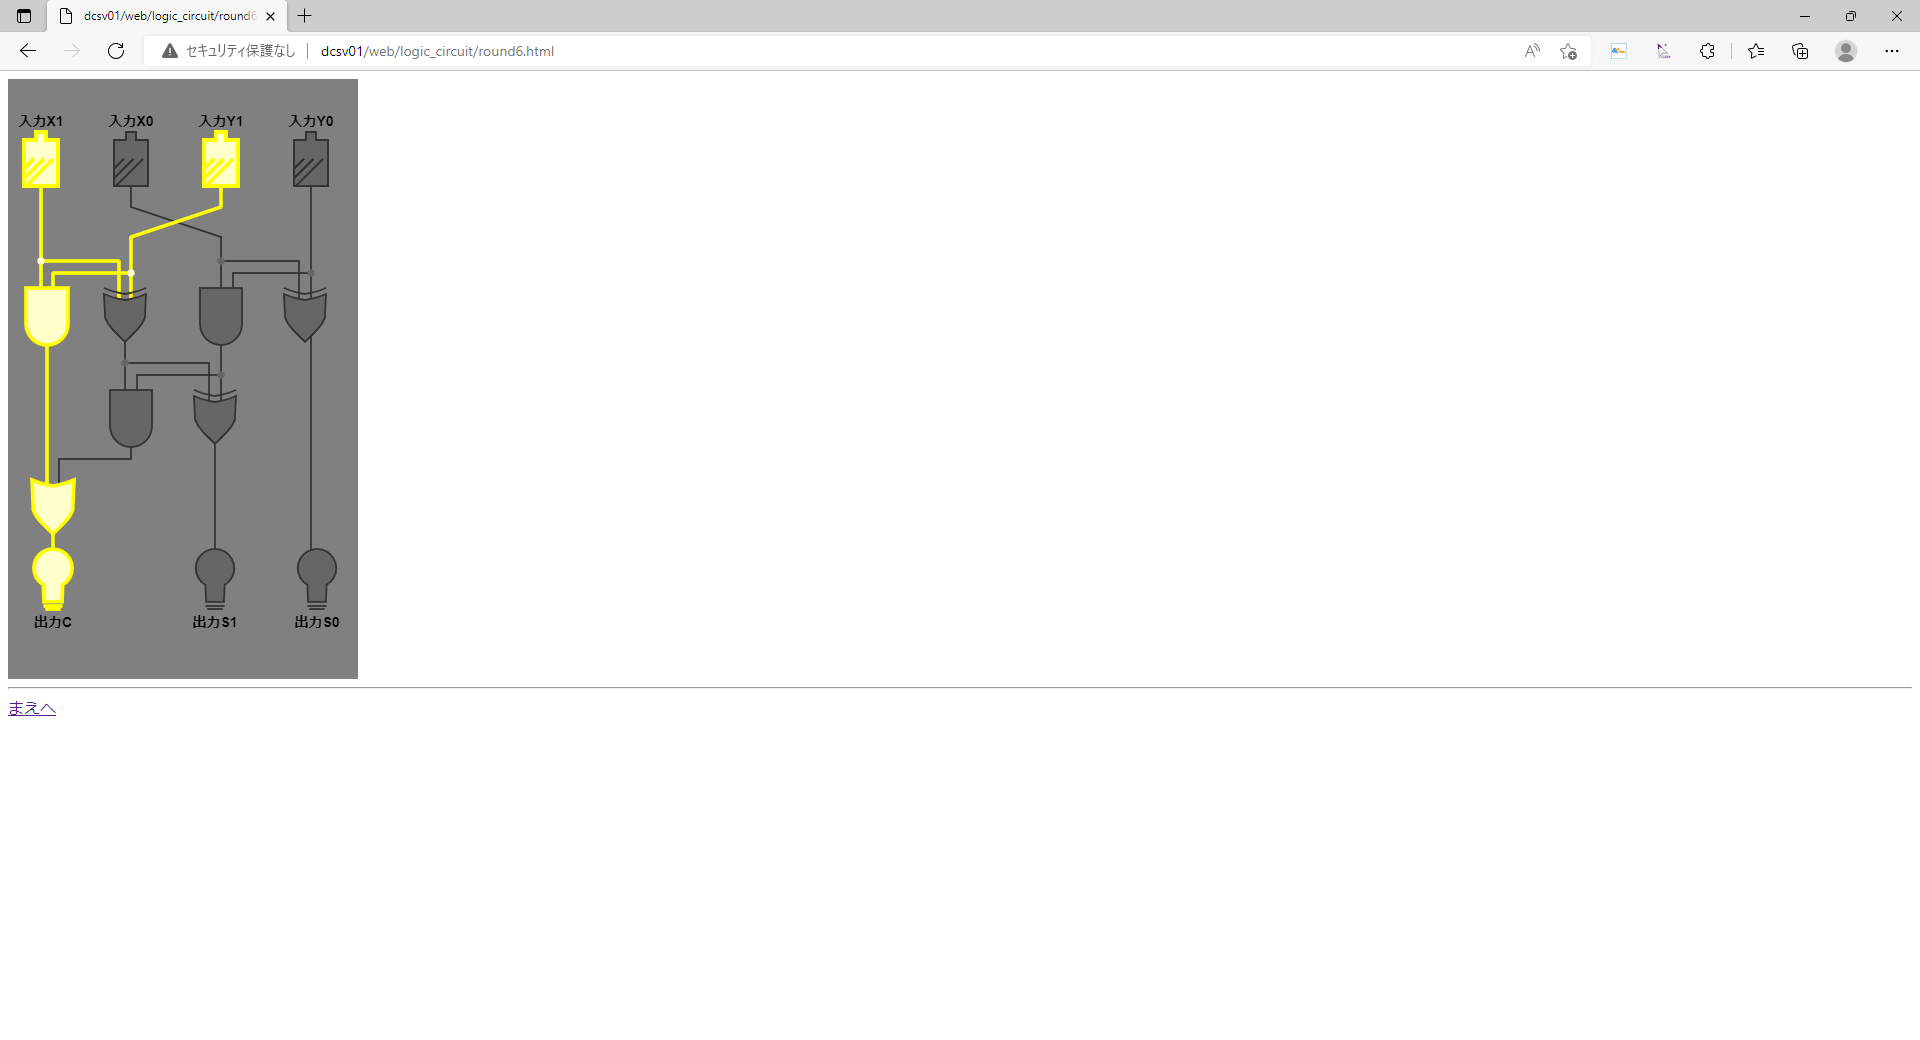 dcsv01/web/logic_circuit/round6
セキュリティ保護なし
dcsv01/web/logic_circuit/round6.html
入力X1 入力X0 入力Y1 入力Y0
出力C 出力S1 出力S0
まえへ